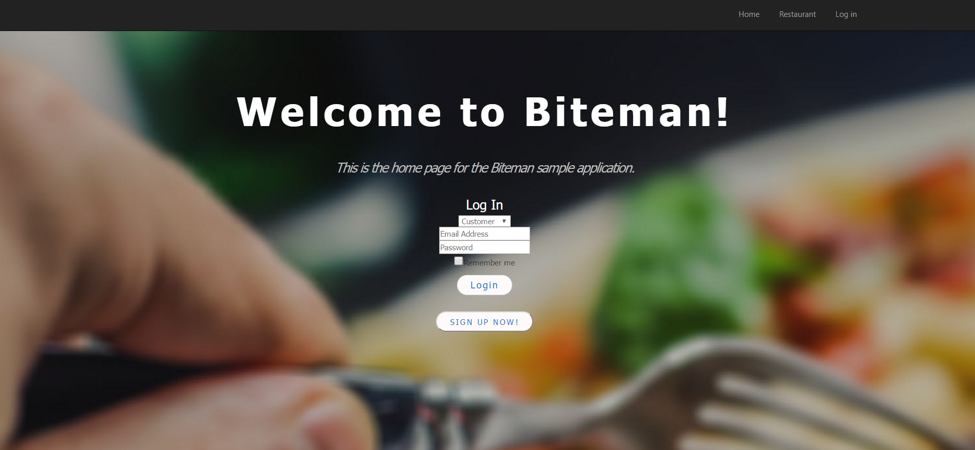 Home Restaurant Log in
Welcome to Biteman!
This is the home page for the Biteman sample application.
Log In
Customer
Email Address
Password
Remember me
Login
SIGN UP NOW!